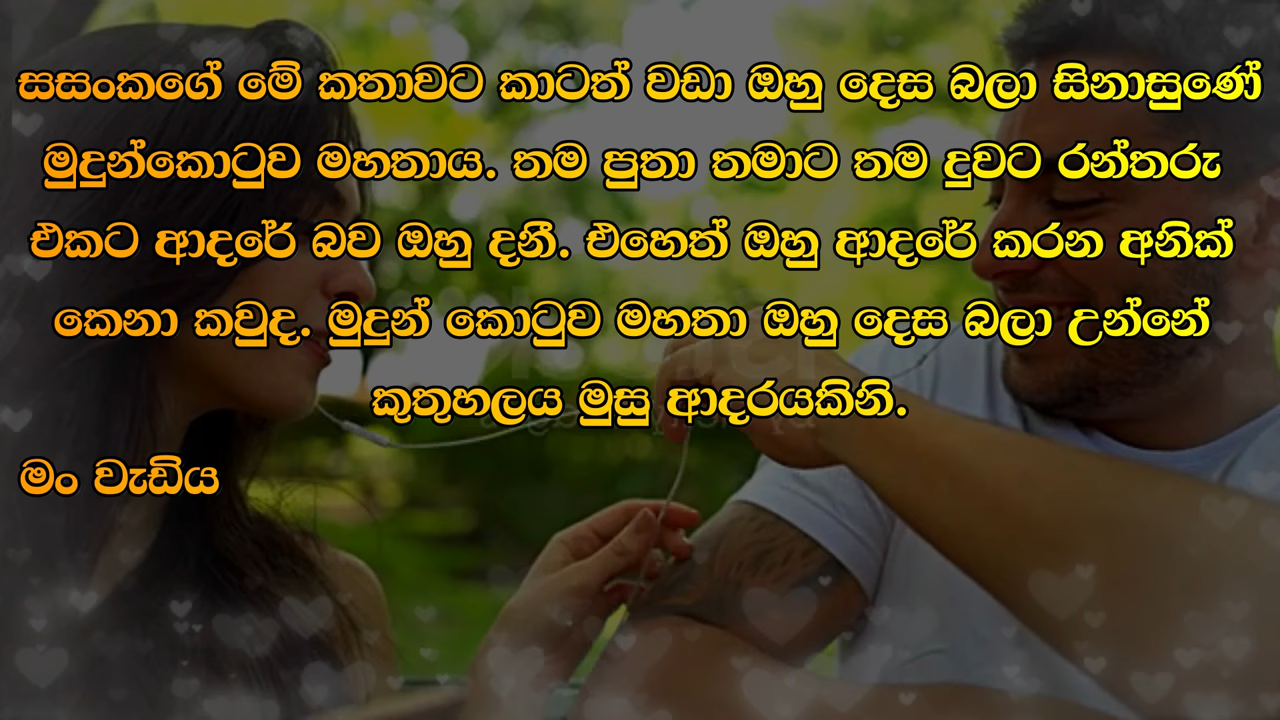 සසංකගේ මේ කතාවට කාටත් වඩා ඔහු දෙස බලා සිනාසුණේ
මුදුන්කොටුව මහතාය. තම පුතා තමාට තම දුවට රන්තරු
එකට ආදරේ බව ඔහු දනී. එහෙත් ඔහු ආදරේ කරන අනික්
කෙනා කවුද. මුදුන් කොටුව මහතා ඔහු දෙස බලා උන්නේ
කුතුහලය මුසු ආදරයකිනි.
මං වැඩිය